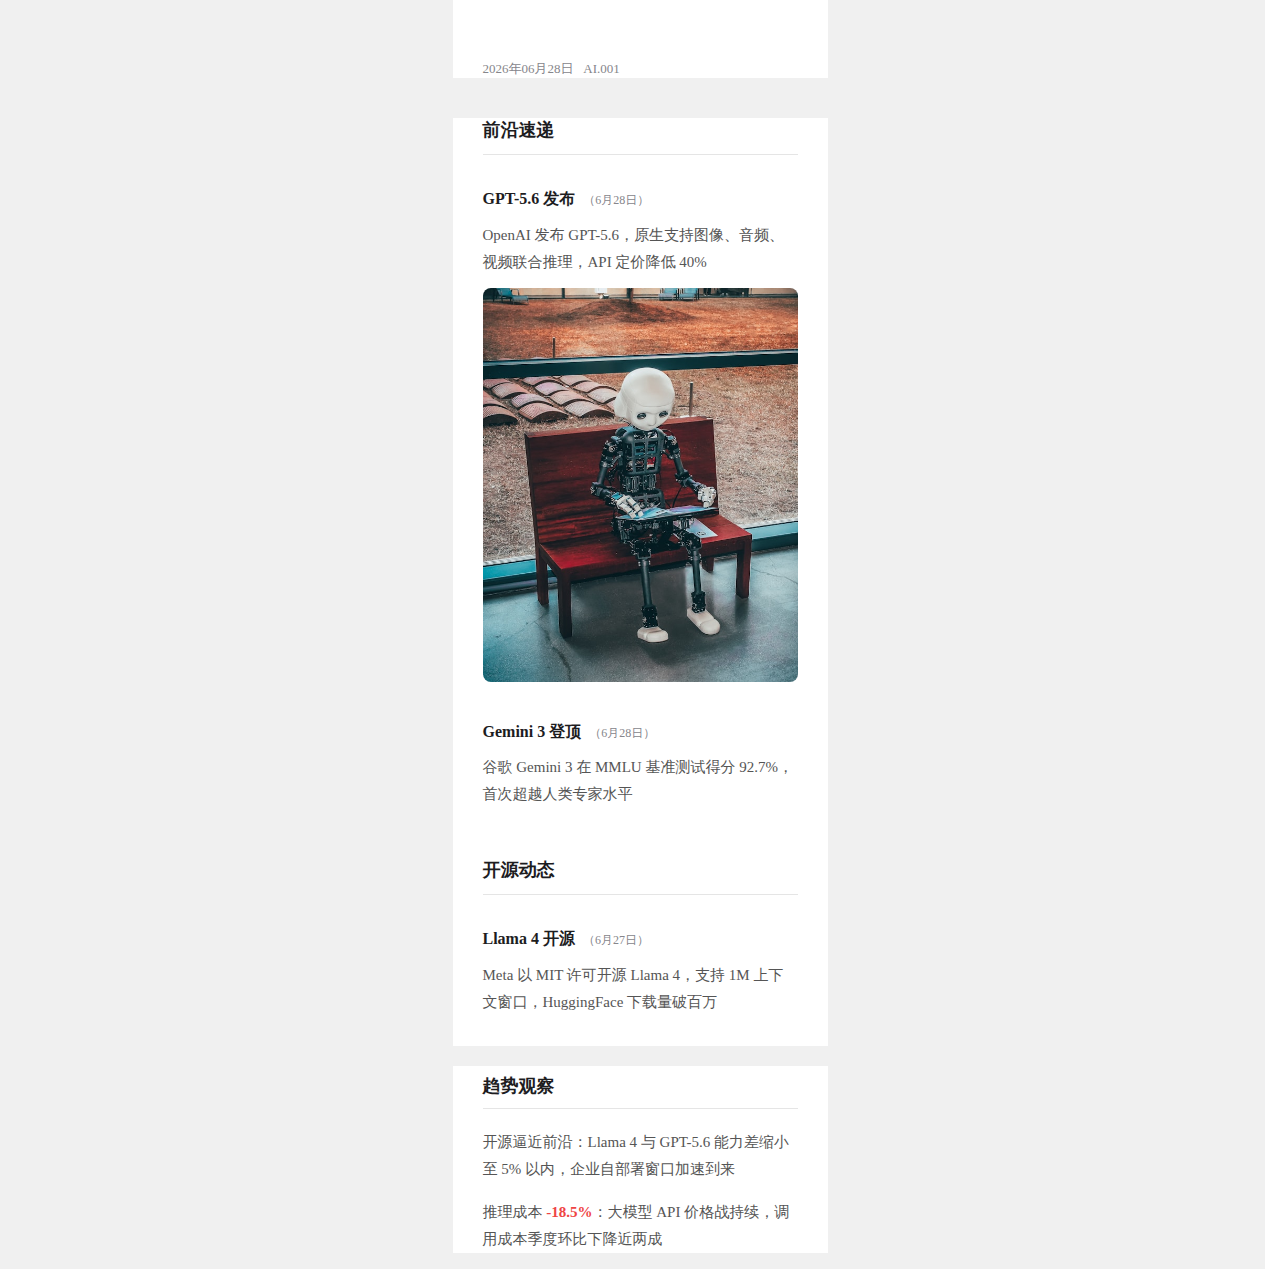 2026年06月28日 AI.001
前沿速递
GPT-5.6 发布 （6月28日）
OpenAI 发布 GPT-5.6，原生支持图像、音频、
视频联合推理，API 定价降低 40%
Gemini 3 登顶 （6月28日）
谷歌 Gemini 3 在 MMLU 基准测试得分 92.7%，
首次超越人类专家水平
开源动态
Llama 4 开源 （6月27日）
Meta 以 MIT 许可开源 Llama 4，支持 1M 上下
文窗口，HuggingFace 下载量破百万
趋势观察
开源逼近前沿：Llama 4 与 GPT-5.6 能力差缩小
至 5% 以内，企业自部署窗口加速到来
推理成本 -18.5%：大模型 API 价格战持续，调
用成本季度环比下降近两成